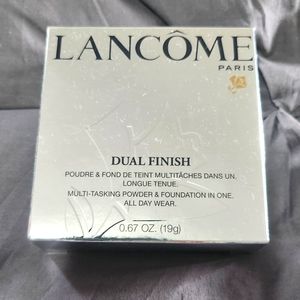 LANCÔME
PARIS
DUAL FINISH
POUDRE & FOND DE TEINT MULTITÂCHES DANS UN.
LONGUE TENUE.
MULTI-TASKING POWDER & FOUNDATION IN ONE.
ALL DAY WEAR.
0.67 OZ. (19g)